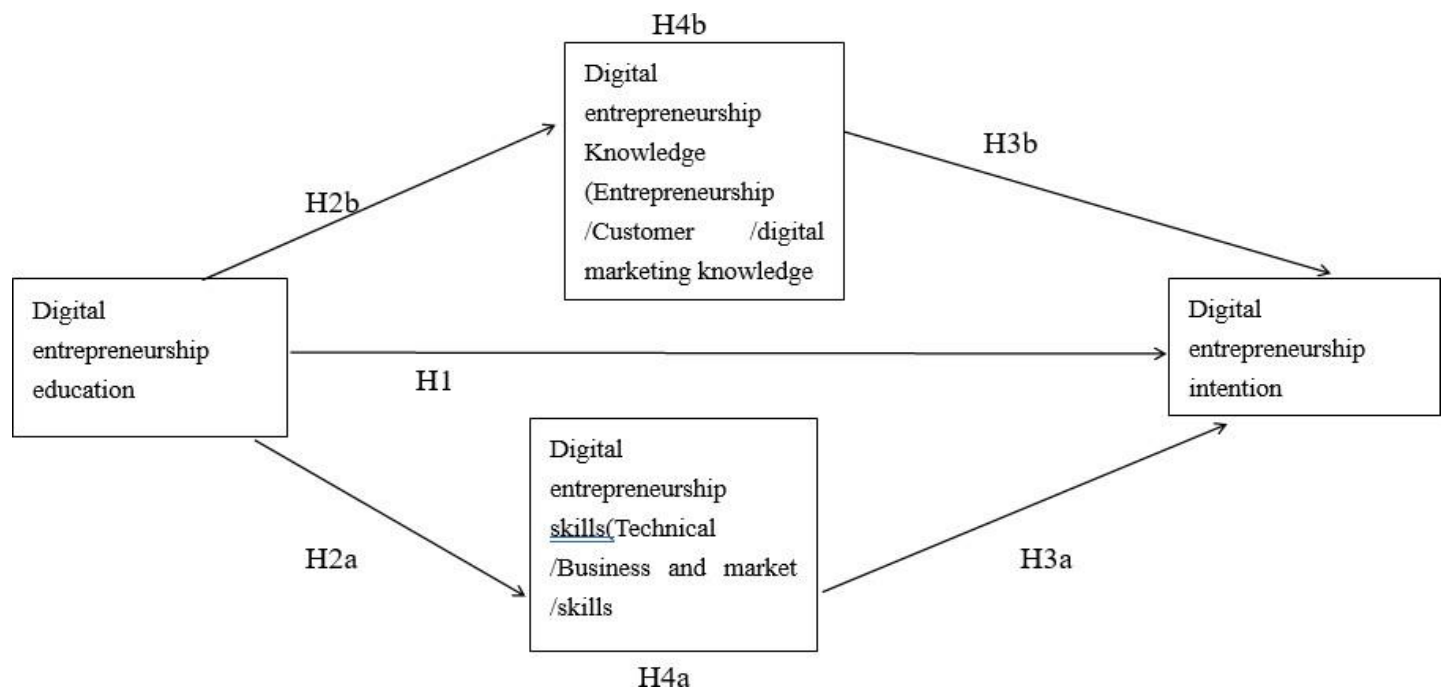 H4b
Digital
entrepreneurship
Knowledge
(Entrepreneurship
/Customer /digital
marketing knowledge
H3b
H2b
Digital
entrepreneurship
education
H1
Digital
entrepreneurship
intention
Digital
entrepreneurship
skills(Technical
/Business and market
/skills
H2a
H3a
H4a